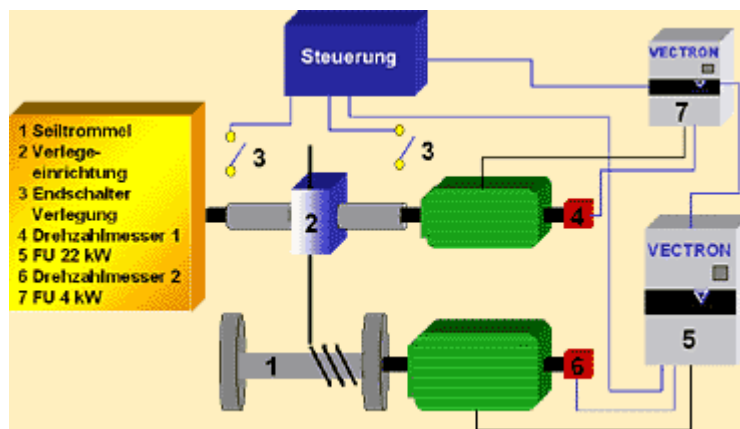 Steuerung
VECTRON
7
1 Seiltrommel
2 Verlege-
einrichtung
3 Endschalter
Verlegung
4 Drehzahlmesser 1
5 FU 22 kW
6 Drehzahlmesser 2
7 FU 4 kW
3
3
2
4
VECTRON
5
1
6